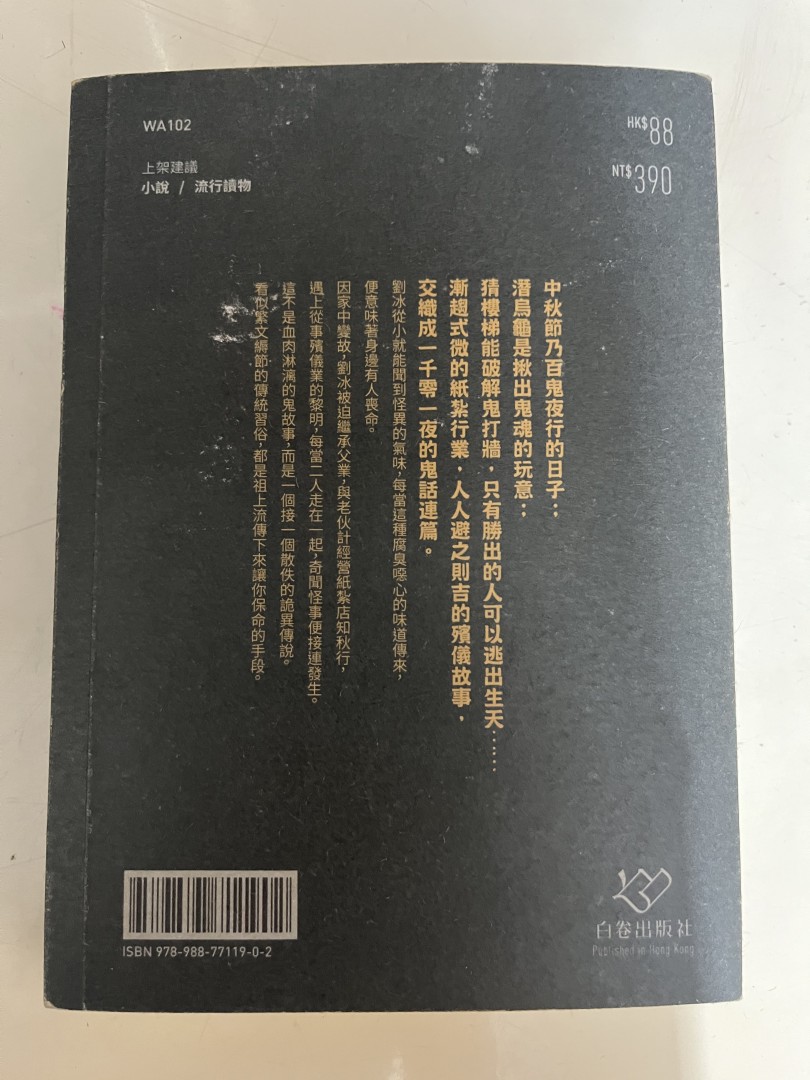 WA102
HK$88
上架建議
小說 / 流行讀物
NT$390
中秋節乃百鬼夜行的日子；
潛烏龜是揪出鬼魂的玩意；
猜樓梯能破解鬼打牆，只有勝出的人可以逃出生天……
漸趨式微的紙紮行業，人人避之則吉的殯儀故事，
交織成一千零一夜的鬼話連篇。
劉冰從小就能聞到怪異的氣味，每當這種腐臭噁心的味道傳來，
便意味著身邊有人喪命。
因家中變故，劉冰被迫繼承父業，與老伙計經營紙紮店知秋行，
遇上從事殯儀業的黎明，每當二人走在一起，奇聞怪事便接連發生。
這不是血肉淋漓的鬼故事，而是一個接一個散佚的詭異傳說。
看似繁文縟節的傳統習俗，都是祖上流傳下來讓你保命的手段。
ISBN 978-988-77119-0-2
白卷出版社
Published in Hong Kong